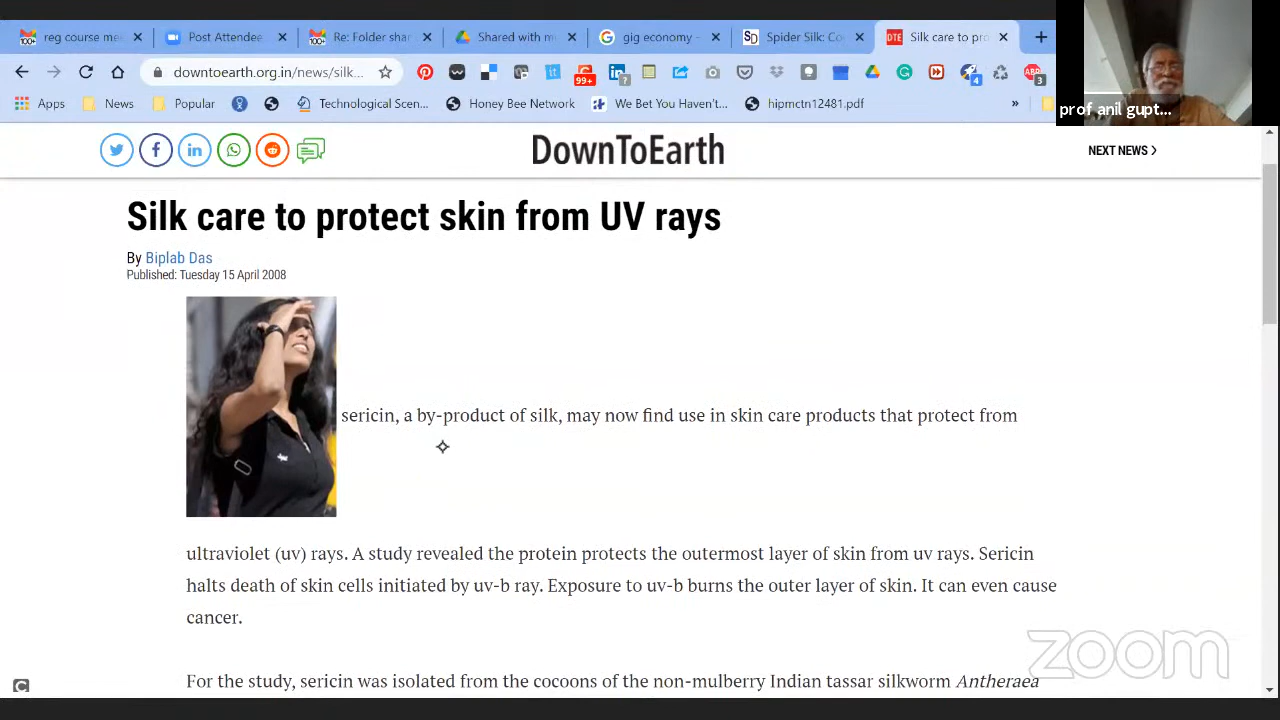 reg course me
Post Attendee
Re: Folder shar
Shared with m
gig economy -
Spider Silk: Co
Silk care to pro
downtoearth.org.in/news/silk...
Apps
News
Popular
Technological Scen...
Honey Bee Network
We Bet You Haven't...
hipmctn12481.pdf
prof anil gupt...
DownToEarth
NEXT NEWS
Silk care to protect skin from UV rays
By Biplab Das
Published: Tuesday 15 April 2008
sericin, a by-product of silk, may now find use in skin care products that protect from
ultraviolet (uv) rays. A study revealed the protein protects the outermost layer of skin from uv rays. Sericin
halts death of skin cells initiated by uv-b ray. Exposure to uv-b burns the outer layer of skin. It can even cause
cancer.
For the study, sericin was isolated from the cocoons of the non-mulberry Indian tassar silkworm Antheraea
zoom